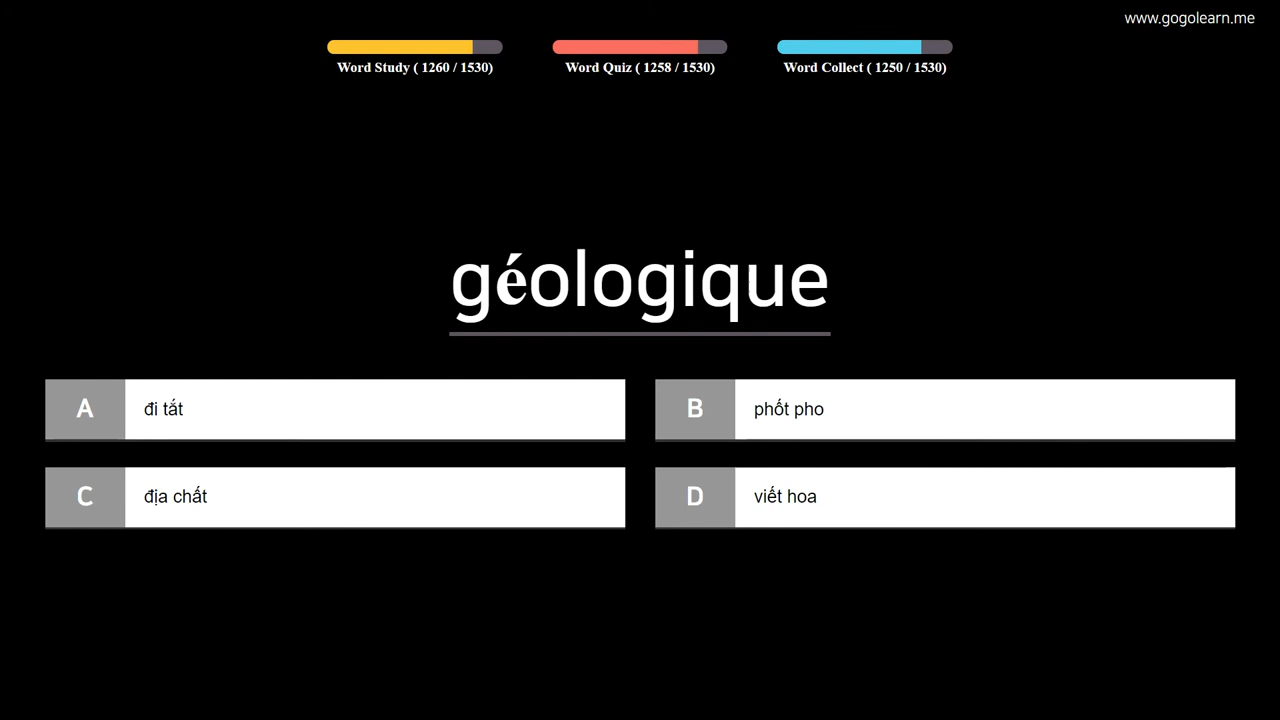 www.gogolearn.me
Word Study ( 1260 / 1530)
Word Quiz ( 1258 / 1530)
Word Collect ( 1250 / 1530)
géologique
A đi tắt
B phốt pho
C địa chất
D viết hoa